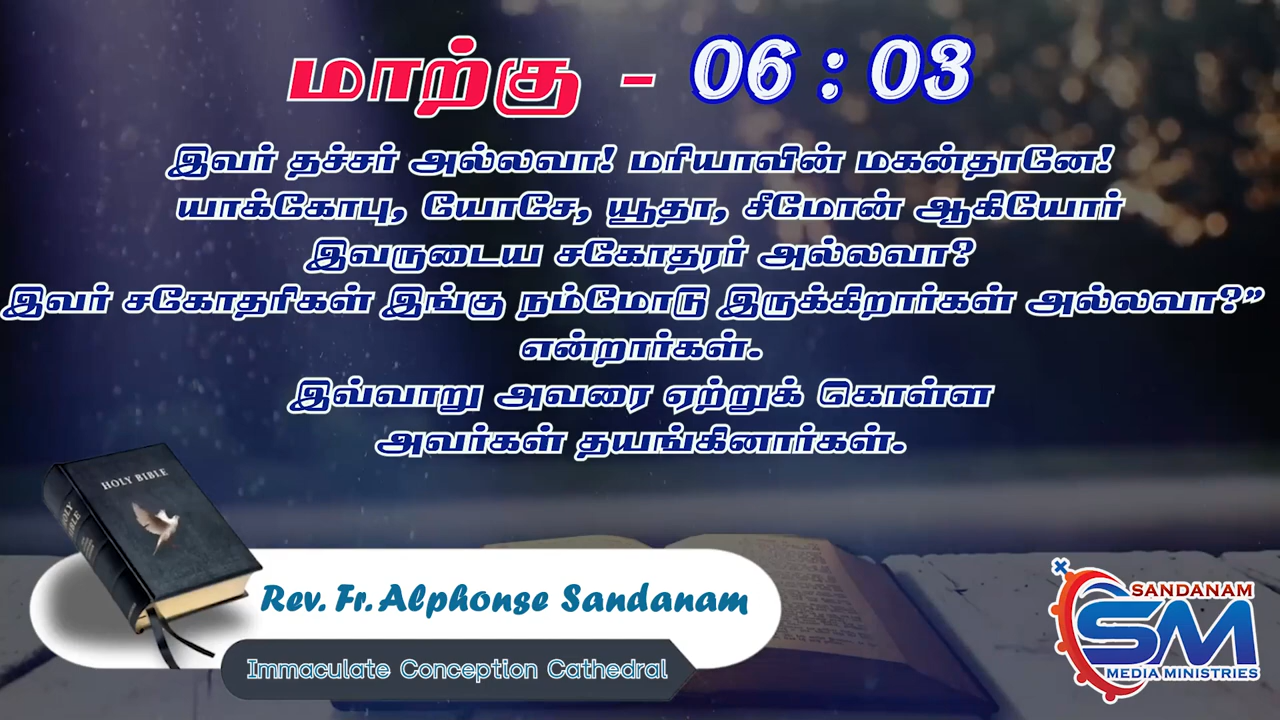 மாற்கு - 06 : 03
இவர் தச்சர் அல்லவா! மரியாவின் மகன்தானே!
யாக்கோபு, யோசே, யூதா, சீமோன் ஆகியோர்
இவருடைய சகோதரர் அல்லவா?
இவர் சகோதரிகள் இங்கு நம்மோடு இருக்கிறார்கள் அல்லவா?”
என்றார்கள்.
இவ்வாறு அவரை ஏற்றுக் கொள்ள
அவர்கள் தயங்கினார்கள்.
HOLY BIBLE
HOLY BIBLE
Rev. Fr. Alphonse Sandanam
Immaculate Conception Cathedral
SANDANAM
SM
MEDIA MINISTRIES